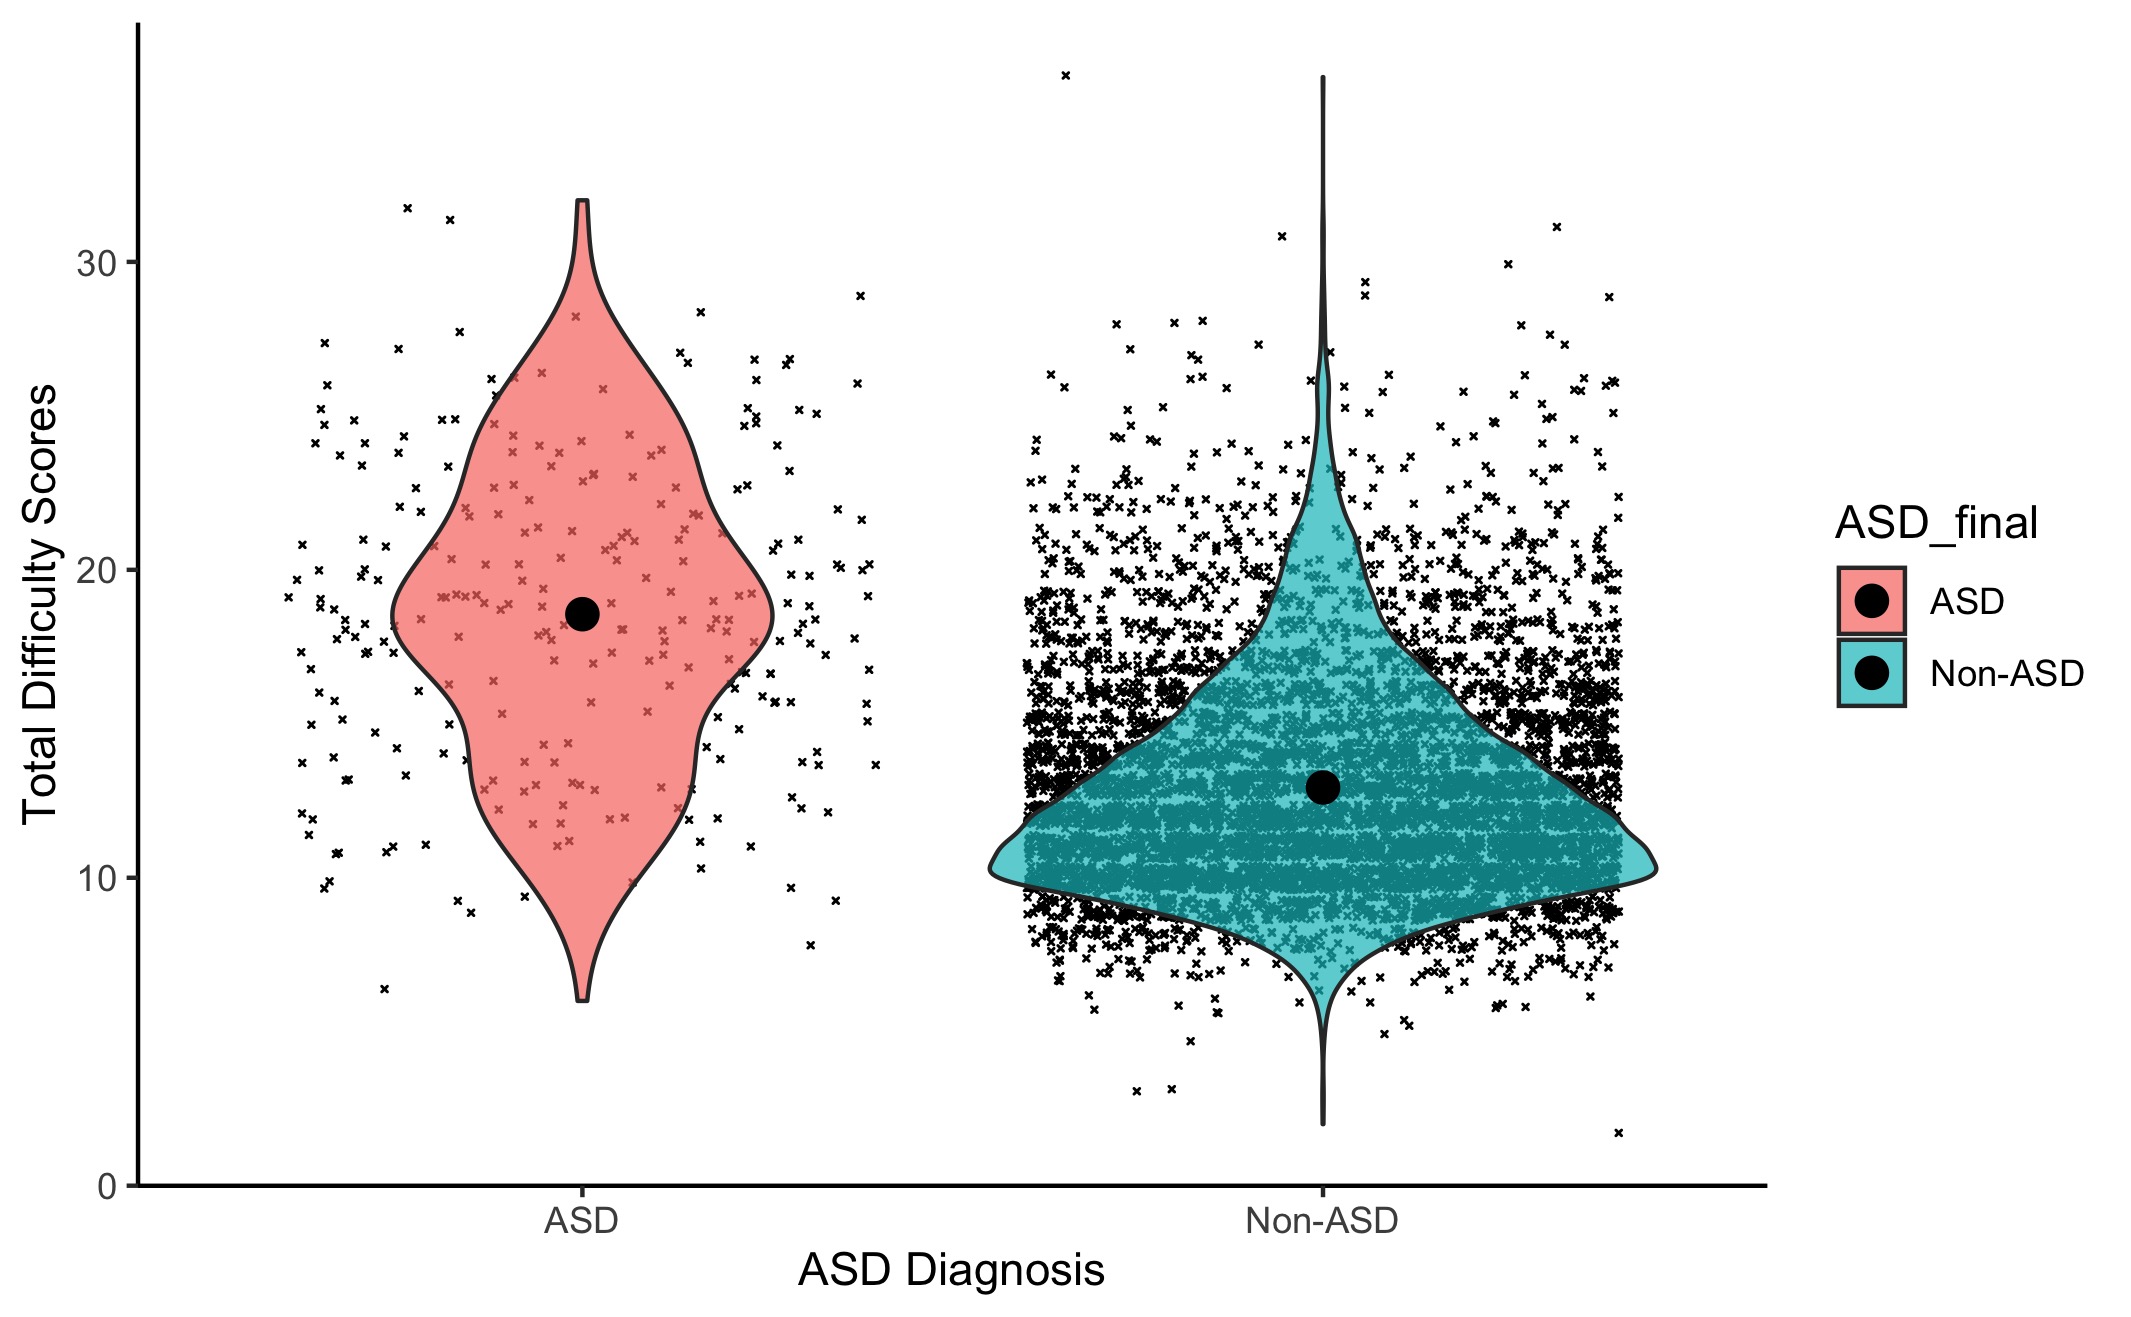 Total Difficulty Scores
30
20
10
0
ASD
Non-ASD
ASD Diagnosis
ASD_final
ASD
Non-ASD